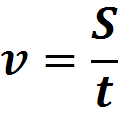 v = S/t